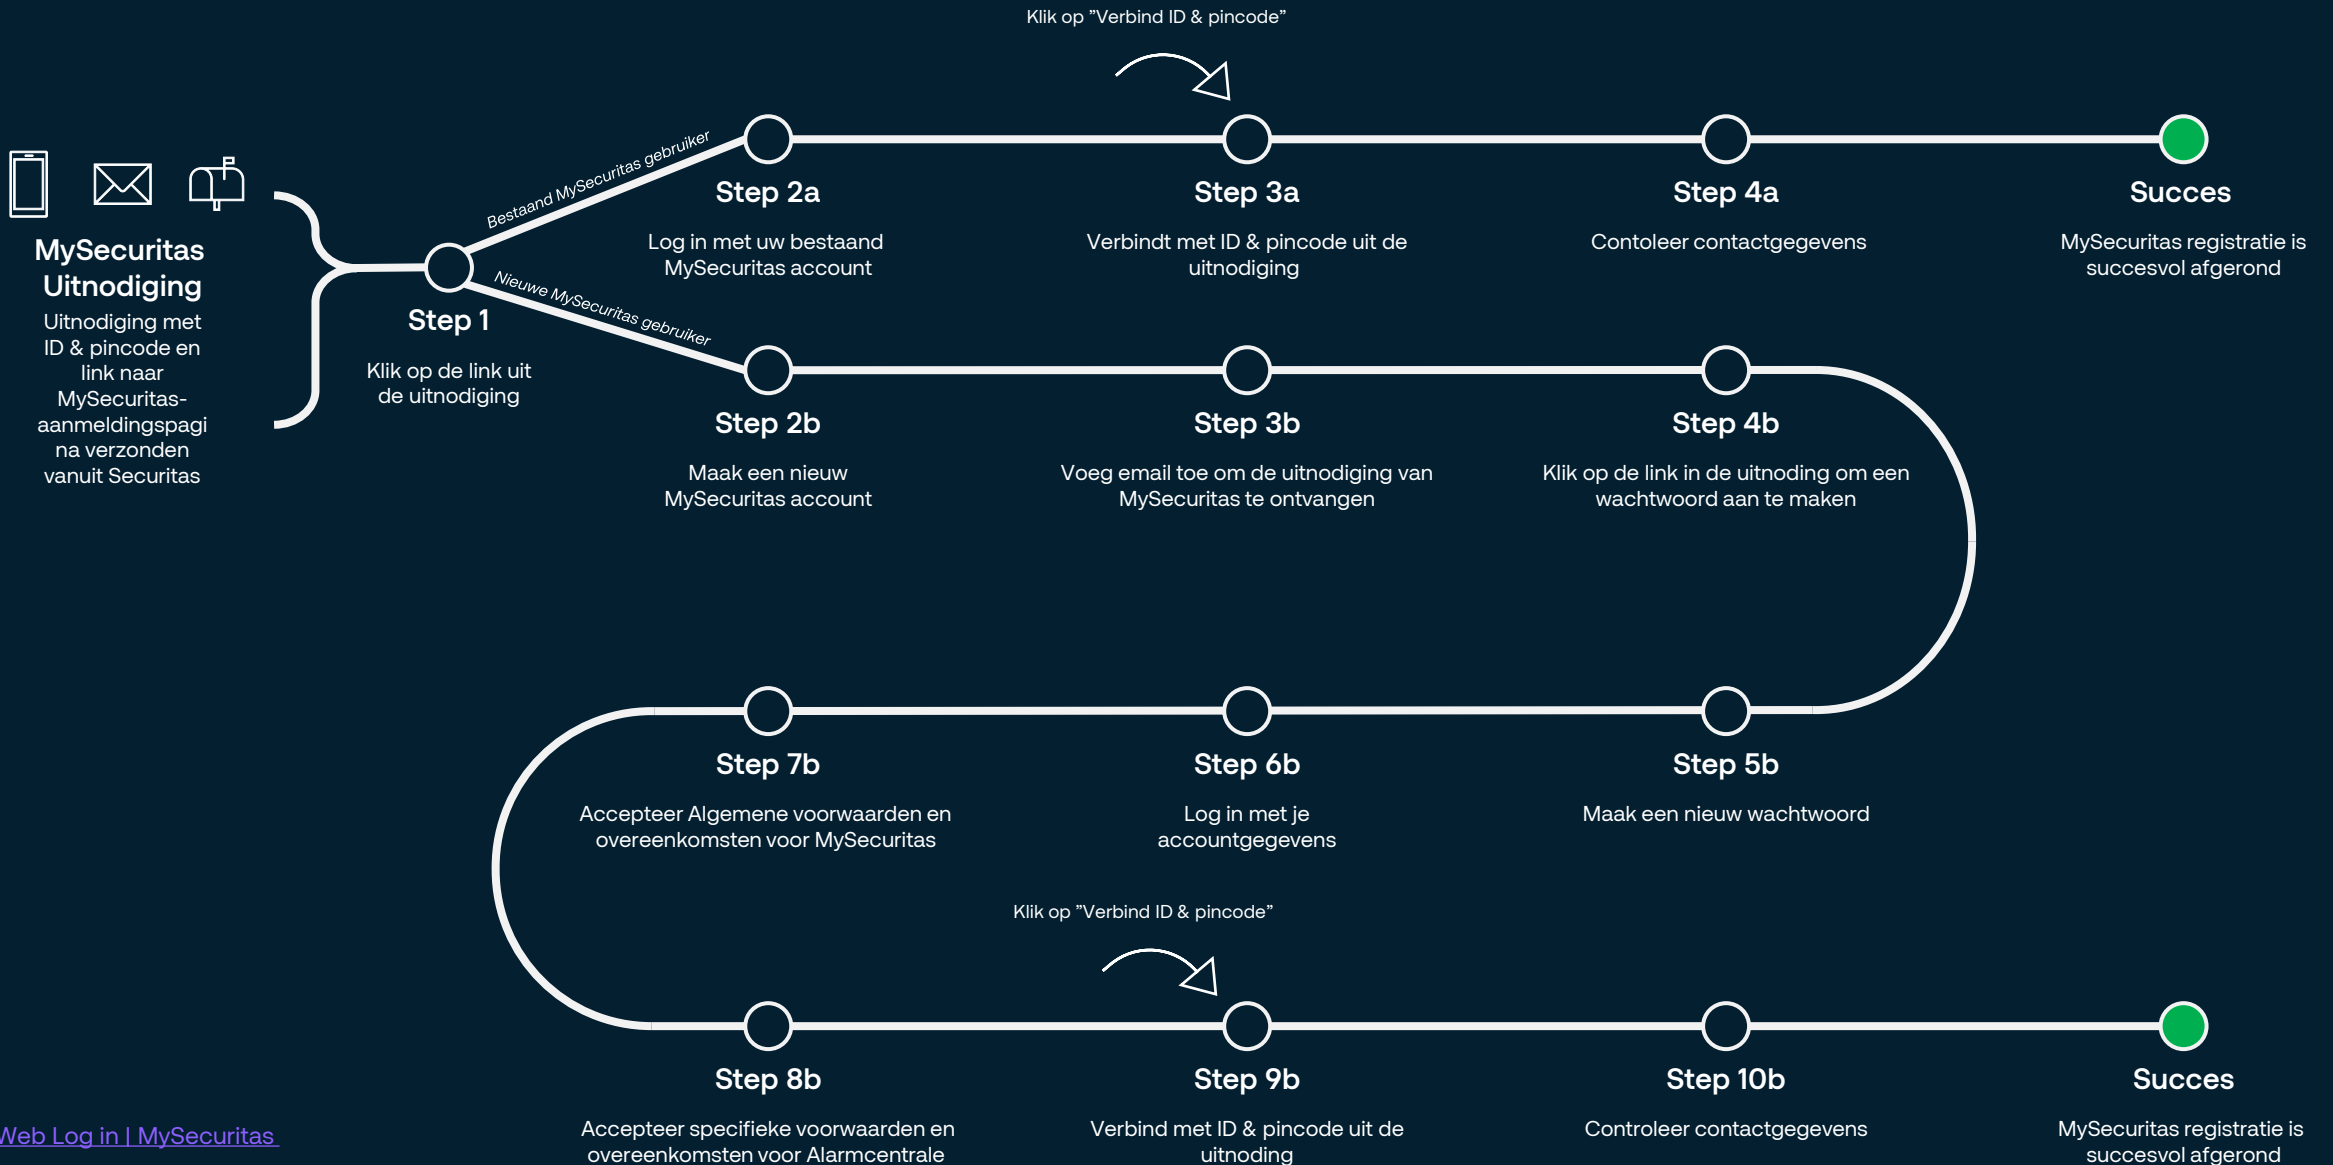 Klik op ”Verbind ID & pincode”
MySecuritas
Uitnodiging
Uitnodiging met
ID & pincode en
link naar
MySecuritas-
aanmeldingspagi
na verzonden
vanuit Securitas
Step 1
Klik op de link uit
de uitnodiging
Bestaand MySecuritas gebruiker
Nieuwe MySecuritas gebruiker
Step 2a
Log in met uw bestaand
MySecuritas account
Step 3a
Verbindt met ID & pincode uit de
uitnodiging
Step 4a
Contoleer contactgegevens
Succes
MySecuritas registratie is
succesvol afgerond
Step 2b
Maak een nieuw
MySecuritas account
Step 3b
Voeg email toe om de uitnodiging van
MySecuritas te ontvangen
Step 4b
Klik op de link in de uitnoding om een
wachtwoord aan te maken
Step 5b
Maak een nieuw wachtwoord
Step 6b
Log in met je
accountgegevens
Step 7b
Accepteer Algemene voorwaarden en
overeenkomsten voor MySecuritas
Klik op ”Verbind ID & pincode”
Step 8b
Accepteer specifieke voorwaarden en
overeenkomsten voor Alarmcentrale
Step 9b
Verbind met ID & pincode uit de
uitnoding
Step 10b
Controleer contactgegevens
Succes
MySecuritas registratie is
succesvol afgerond
Web Log in | MySecuritas